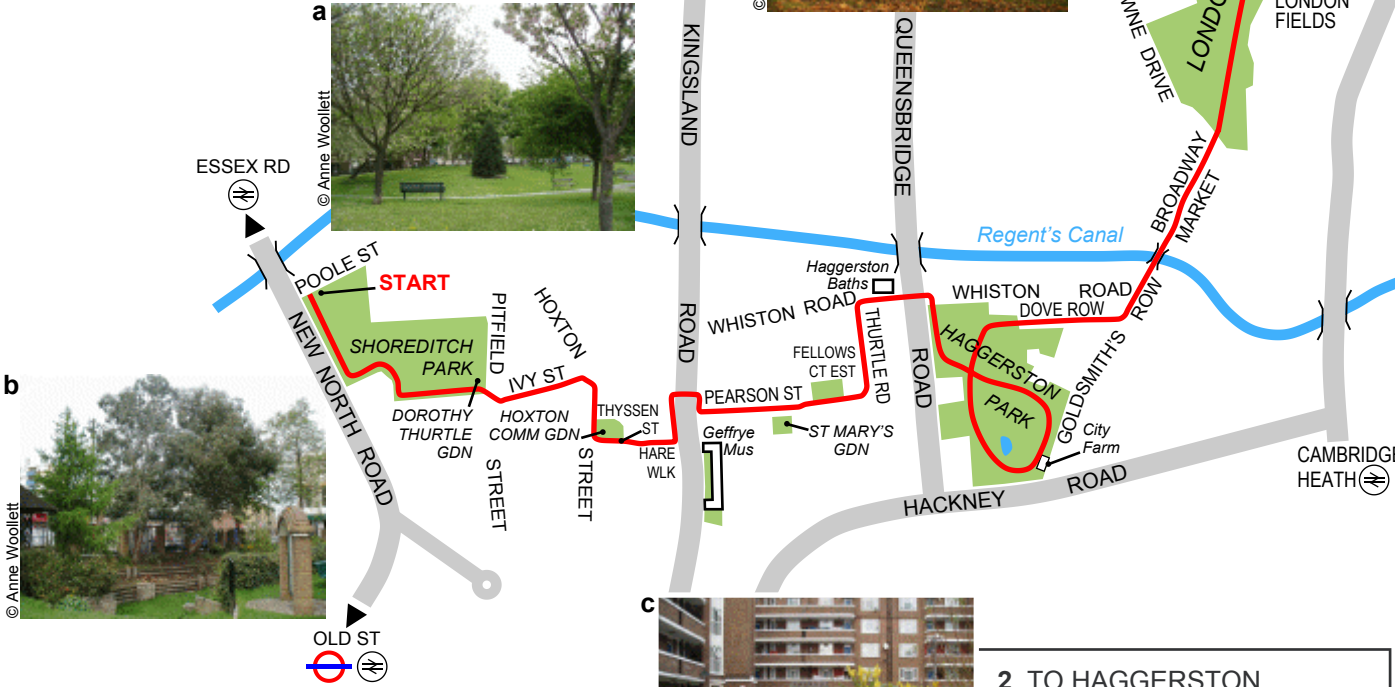 a
© Anne Woollett
©
KINGSLAND
ROAD
QUEENSBRIDGE
ROAD
DRIVE
LONDON
FIELDS
ESSEX RD
POOLE ST
START
NEW NORTH ROAD
SHOREDITCH
PARK
PITFIELD
STREET
HOXTON
STREET
IVY ST
DOROTHY
THURTLE
GDN
HOXTON
COMM GDN
THYSSEN
ST
HARE
WLK
Geffrye
Mus
PEARSON ST
ST MARY'S
GDN
FELLOWS
CT EST
THURTLE RD
WHISTON ROAD
Haggerston
Baths
Regent's Canal
WHISTON ROAD
DOVE ROW
HAGGERSTON
PARK
GOLDSMITH'S ROW
BROADWAY
MARKET
City
Farm
HACKNEY ROAD
CAMBRIDGE
HEATH
b
© Anne Woollett
OLD ST
c
2 TO HAGGERSTON